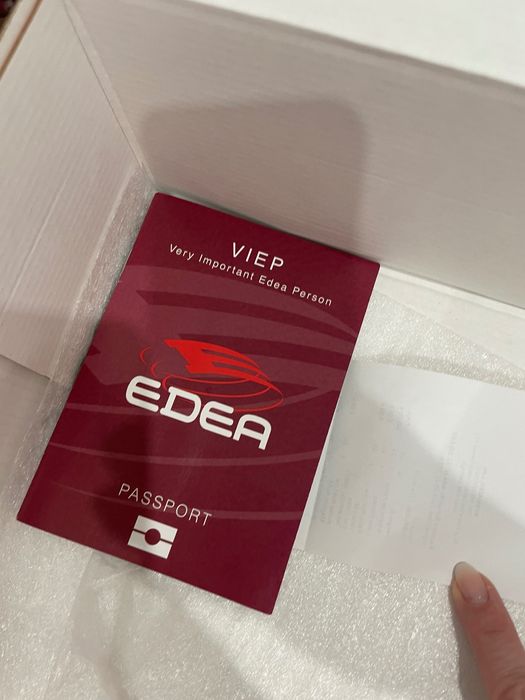 VIEP
Very Important Edea Person
EDEA
PASSPORT